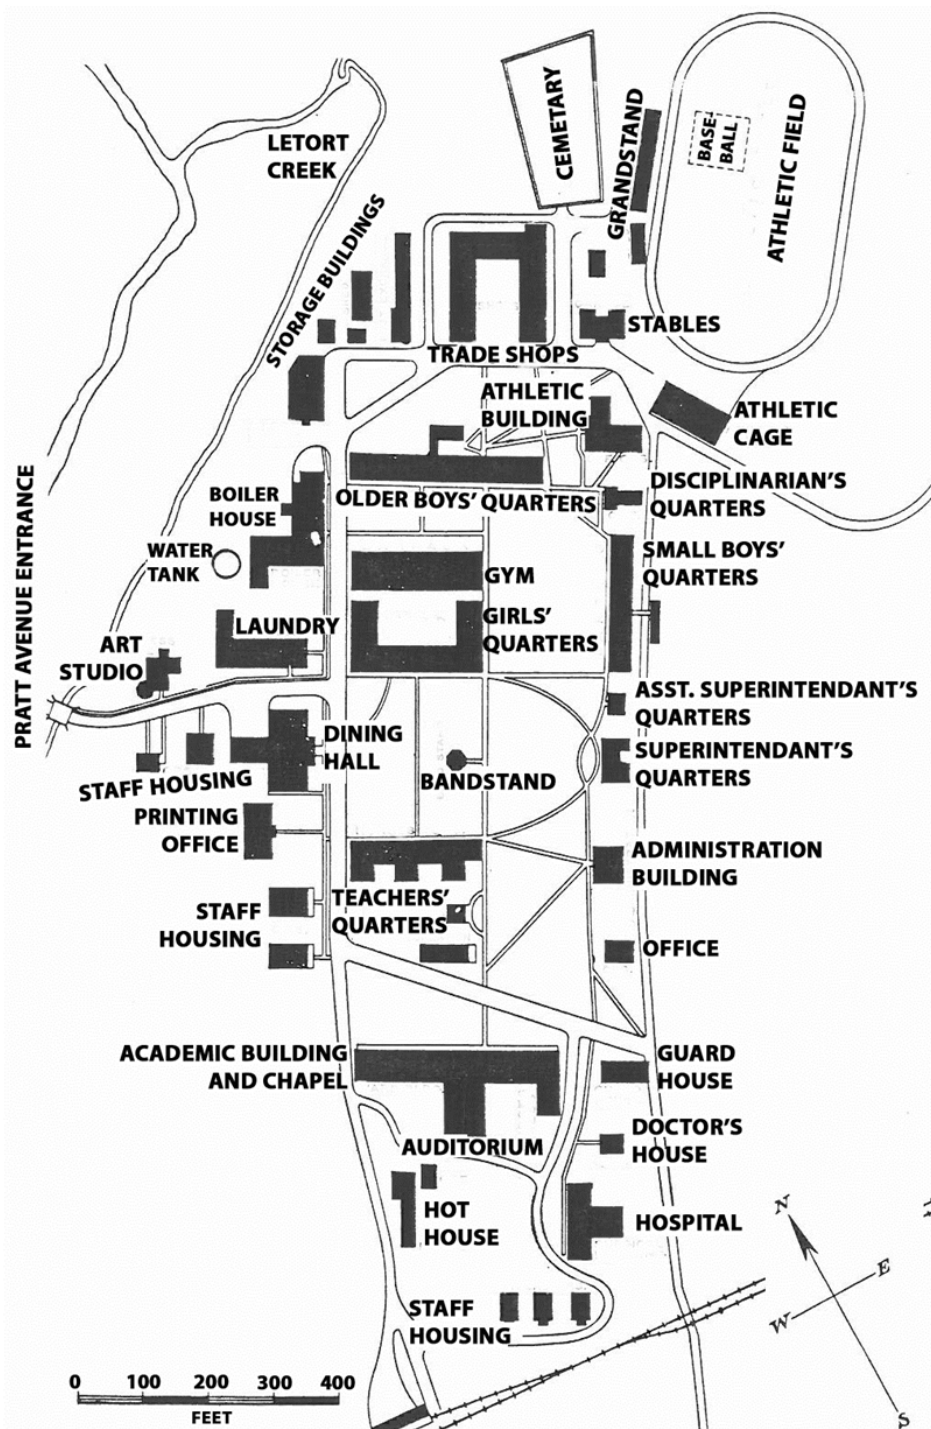 LETORT
CREEK
CEMETARY
GRANDSTAND
BASE-
BALL
ATHLETIC FIELD
STORAGE BUILDINGS
STABLES
TRADE SHOPS
ATHLETIC
BUILDING
ATHLETIC
CAGE
PRATT AVENUE ENTRANCE
BOILER
HOUSE
OLDER BOYS' QUARTERS
DISCIPLINARIAN'S
QUARTERS
WATER
TANK
GYM
SMALL BOYS'
QUARTERS
LAUNDRY
GIRLS'
QUARTERS
ART
STUDIO
ASST. SUPERINTENDANT'S
QUARTERS
DINING
HALL
STAFF HOUSING
BANDSTAND
SUPERINTENDANT'S
QUARTERS
PRINTING
OFFICE
ADMINISTRATION
BUILDING
STAFF
HOUSING
TEACHERS'
QUARTERS
OFFICE
ACADEMIC BUILDING
AND CHAPEL
GUARD
HOUSE
AUDITORIUM
DOCTOR'S
HOUSE
HOT
HOUSE
HOSPITAL
STAFF
HOUSING
N
E
W
S
0 100 200 300 400
FEET